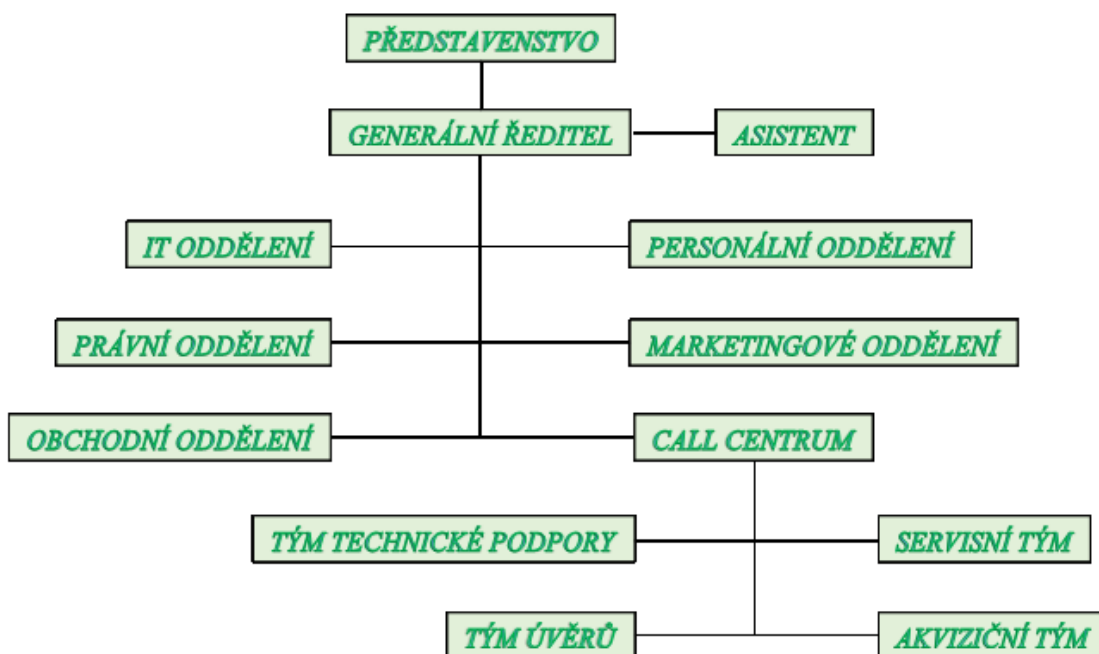 PŘEDSTAVENSTVO
GENERÁLNÍ ŘEDITEL
ASISTENT
IT ODDĚLENÍ
PERSONÁLNÍ ODDĚLENÍ
PRÁVNÍ ODDĚLENÍ
MARKETINGOVÉ ODDĚLENÍ
OBCHODNÍ ODDĚLENÍ
CALL CENTRUM
TÝM TECHNICKÉ PODPORY
SERVISNÍ TÝM
TÝM ÚVĚRŮ
AKVIZIČNÍ TÝM